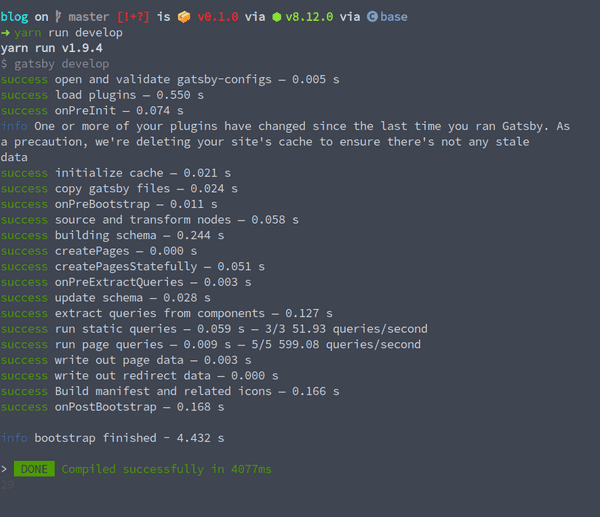 blog on master [!+?] is 📦 v0.1.0 via ⬢ v8.12.0 via 🅒 base
➜ yarn run develop
yarn run v1.9.4
$ gatsby develop
success open and validate gatsby-configs — 0.005 s
success load plugins — 0.550 s
success onPreInit — 0.074 s
info One or more of your plugins have changed since the last time you ran Gatsby. As
a precaution, we're deleting your site's cache to ensure there's not any stale
data
success initialize cache — 0.021 s
success copy gatsby files — 0.024 s
success onPreBootstrap — 0.011 s
success source and transform nodes — 0.058 s
success building schema — 0.244 s
success createPages — 0.000 s
success createPagesStatefully — 0.051 s
success onPreExtractQueries — 0.003 s
success update schema — 0.028 s
success extract queries from components — 0.127 s
success run static queries — 0.059 s — 3/3 51.93 queries/second
success run page queries — 0.009 s — 5/5 599.08 queries/second
success write out page data — 0.003 s
success write out redirect data — 0.000 s
success Build manifest and related icons — 0.166 s
success onPostBootstrap — 0.168 s
info bootstrap finished - 4.432 s
> DONE Compiled successfully in 4077ms